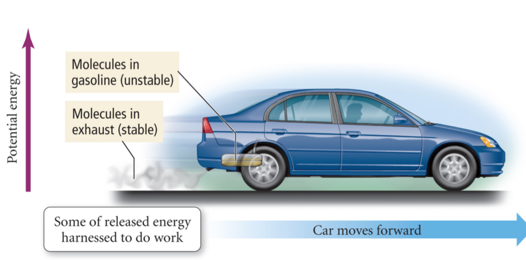 Molecules in
gasoline (unstable)
Molecules in
exhaust (stable)
Potential energy
Some of released energy
harnessed to do work
Car moves forward